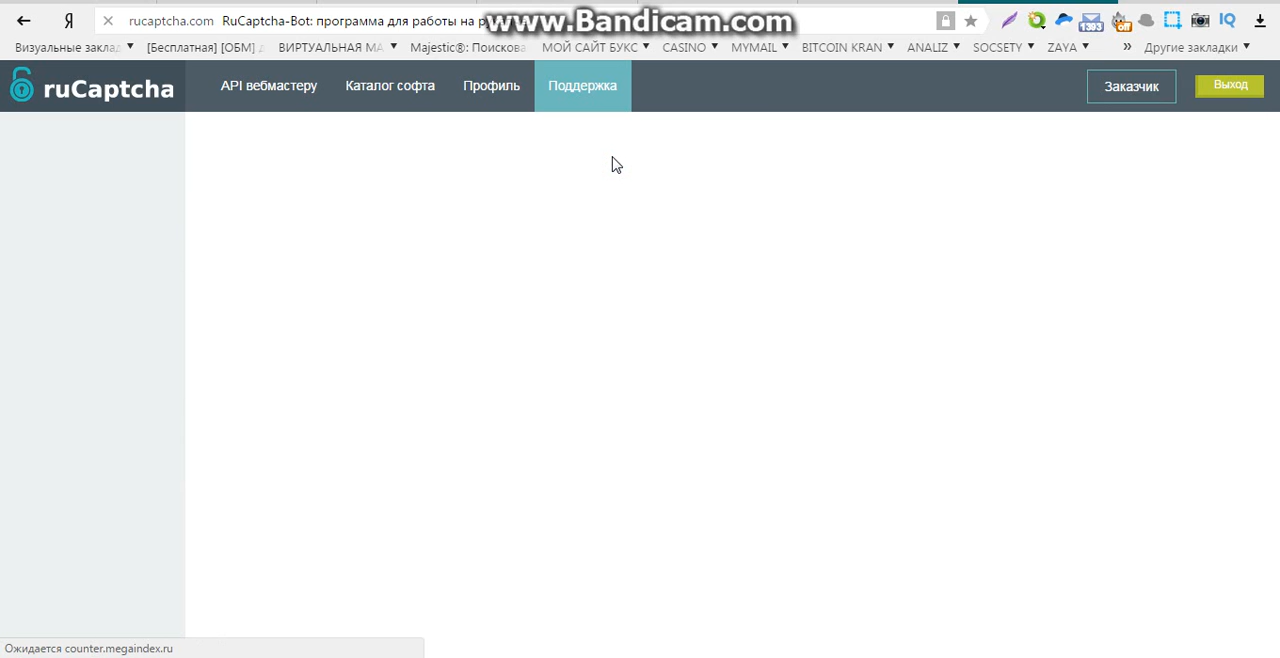 www.Bandicam.com
Я rucaptcha.com RuCaptcha-Bot: программа для работы на
Визуальные заклад [Бесплатная] [ОБМ] ВИРТУАЛЬНАЯ МА Majestic®: Поискова МОЙ САЙТ БУКС CASINO MYMAIL BITCOIN KRAN ANALIZ SOCSETY ZAYA » Другие закладки
ruCaptcha API вебмастеру Каталог софта Профиль Поддержка Заказчик Выход
Ожидается counter.megaindex.ru